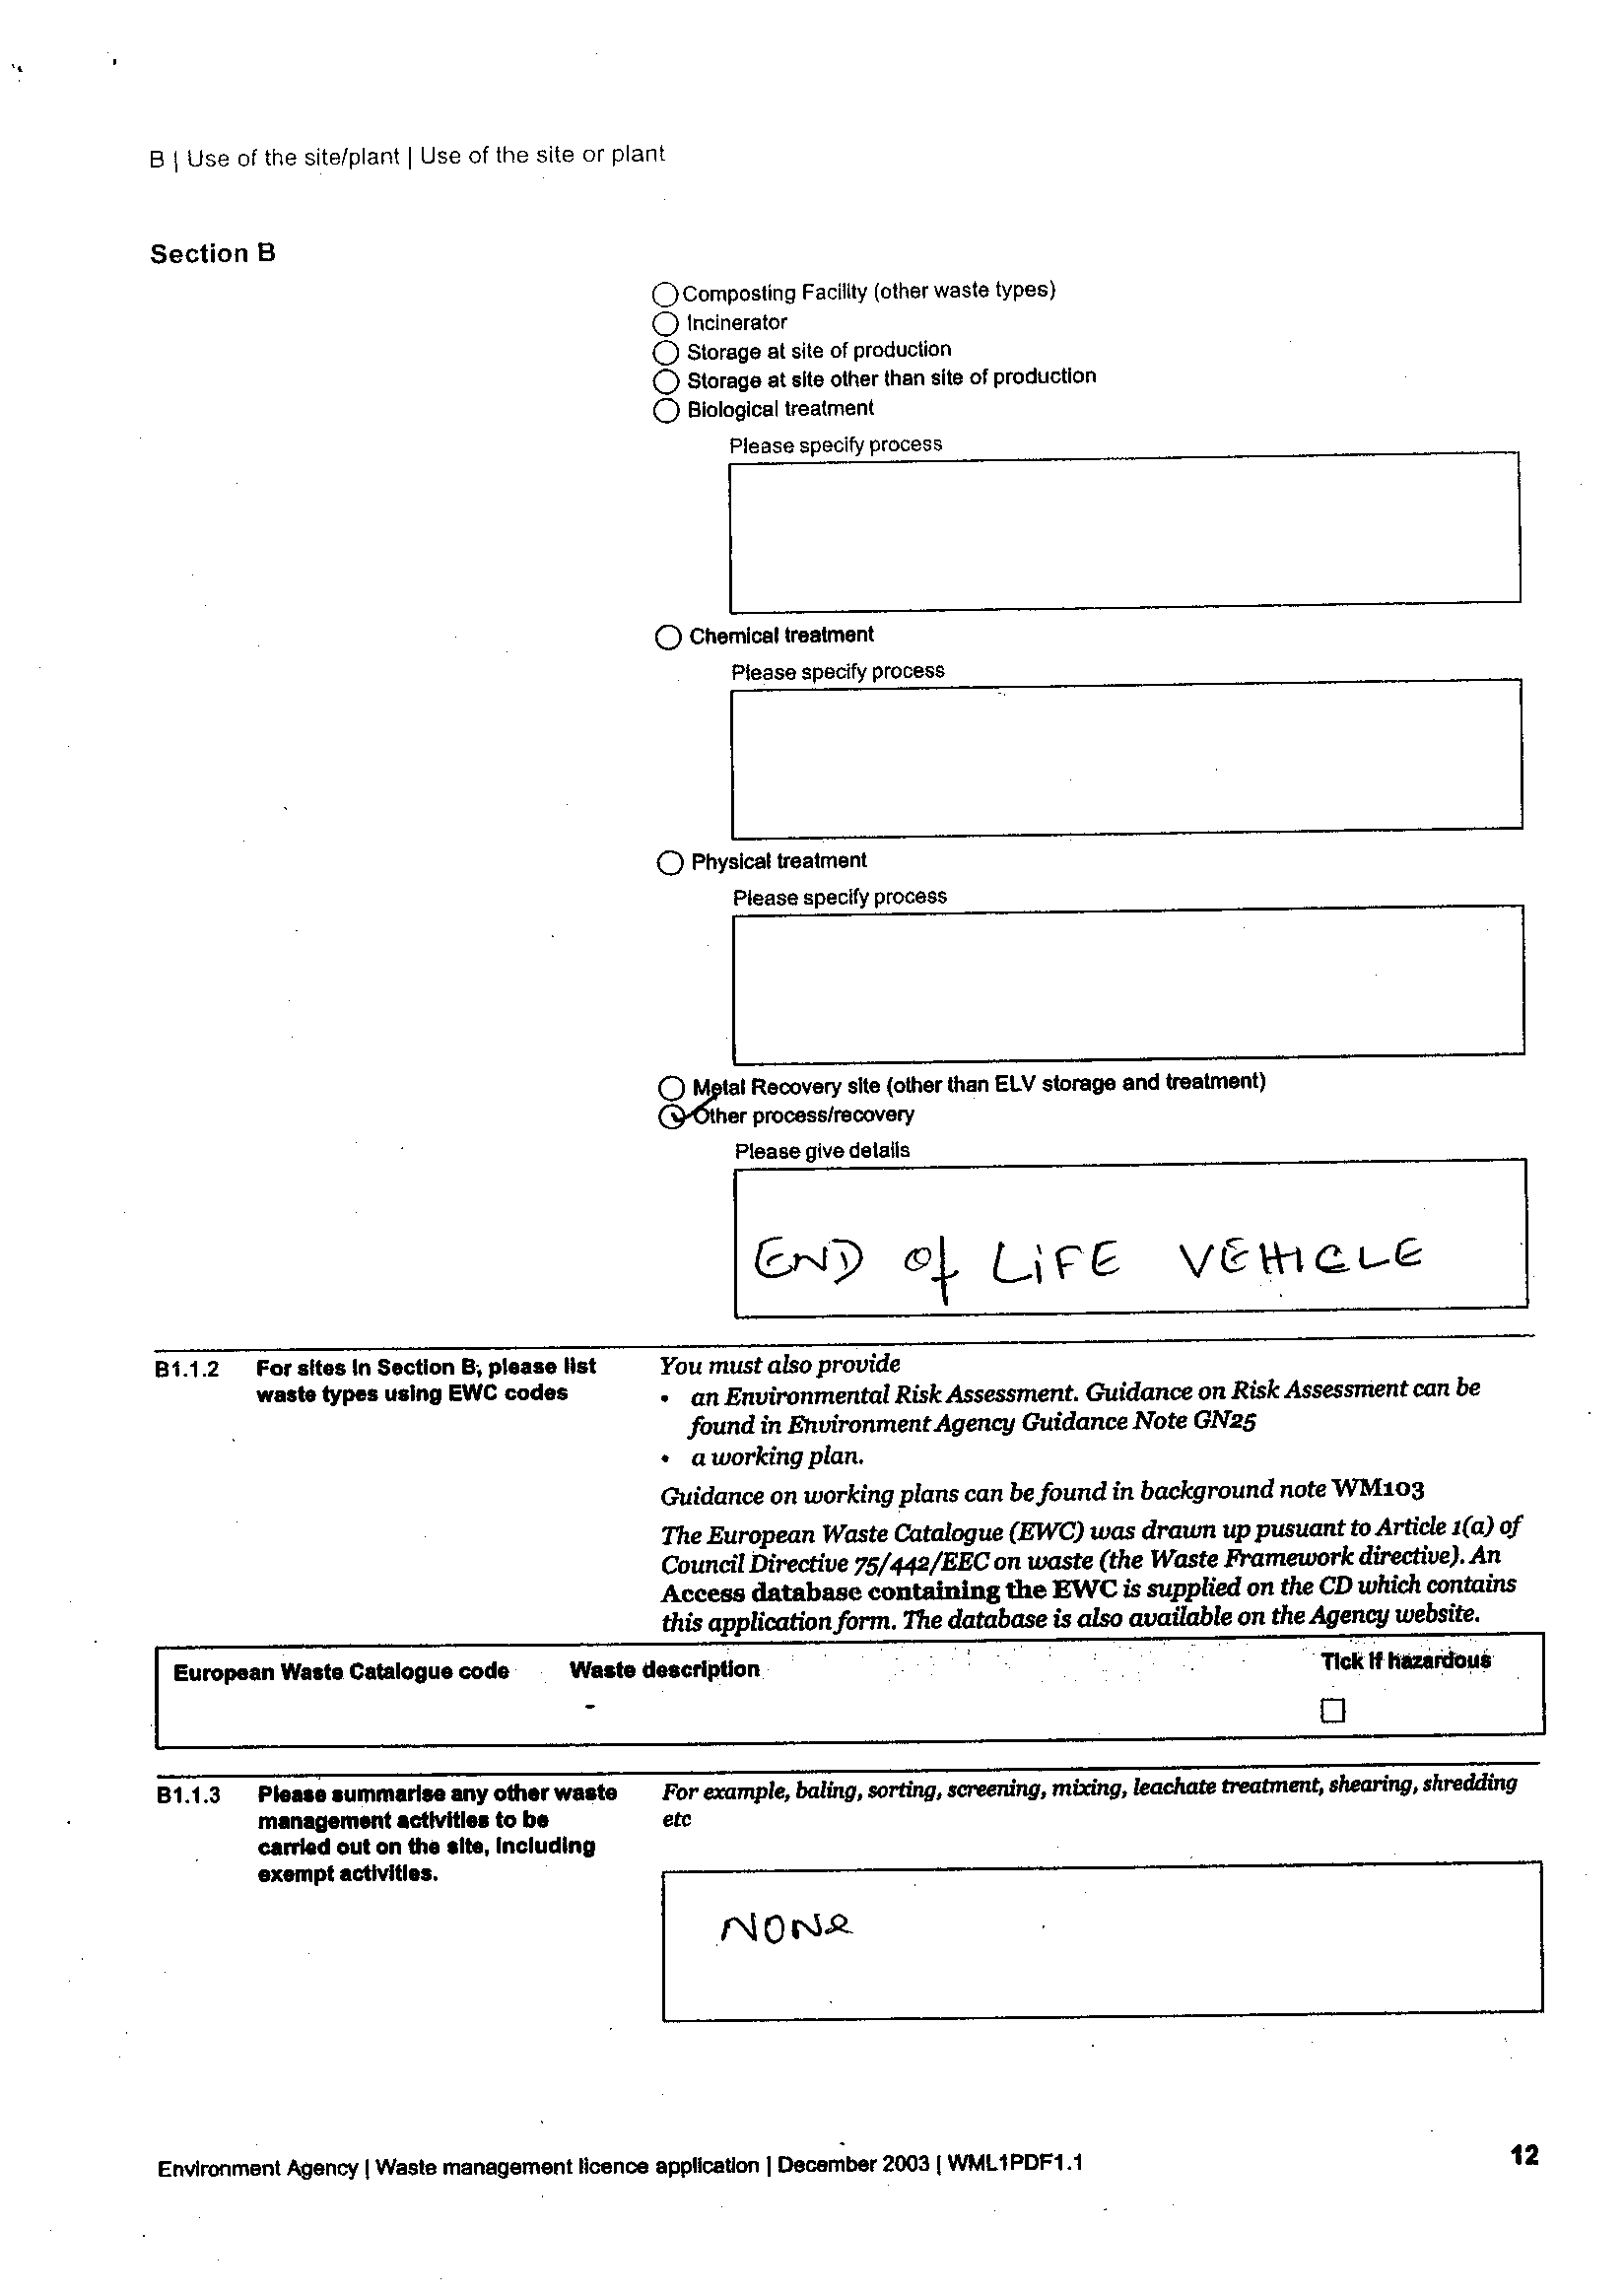 B | Use of the site/plant | Use of the site or plant
Section B
Composting Facility (other waste types)
Incinerator
Storage at site of production
Storage at site other than site of production
Biological treatment
Please specify process
Chemical treatment
Please specify process
Physical treatment
Please specify process
Metal Recovery site (other than ELV storage and treatment)
Other process/recovery
Please give details
END of LiFE VEHICLE
B1.1.2 For sites in Section B, please list
waste types using EWC codes
You must also provide
• an Environmental Risk Assessment. Guidance on Risk Assessment can be
found in Environment Agency Guidance Note GN25
• a working plan.
Guidance on working plans can be found in background note WM103
The European Waste Catalogue (EWC) was drawn up pusuant to Article 1(a) of
Council Directive 75/442/EEC on waste (the Waste Framework directive). An
Access database containing the EWC is supplied on the CD which contains
this application form. The database is also available on the Agency website.
European Waste Catalogue code Waste description Tick if hazardous
B1.1.3 Please summarise any other waste
management activities to be
carried out on the site, including
exempt activities.
For example, baling, sorting, screening, mixing, leachate treatment, shearing, shredding
etc
NONe
Environment Agency | Waste management licence application | December 2003 | WML1PDF1.1
12